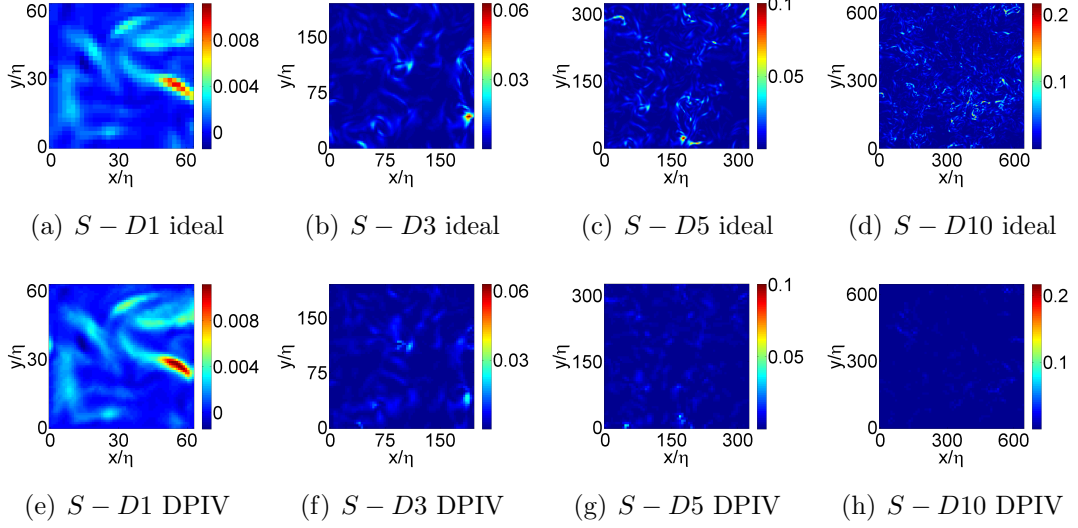 60
30
0
y/η
0
30
60
x/η
0.008
0.004
0
150
75
0
y/η
0
75
150
x/η
0.06
0.03
300
150
0
y/η
0
150
300
x/η
0.1
0.05
600
300
0
y/η
0
300
600
x/η
0.2
0.1
(a) S − D1 ideal
(b) S − D3 ideal
(c) S − D5 ideal
(d) S − D10 ideal
60
30
0
y/η
0
30
60
x/η
0.008
0.004
0
150
75
0
y/η
0
75
150
x/η
0.06
0.03
300
150
0
y/η
0
150
300
x/η
0.1
0.05
600
300
0
y/η
0
300
600
x/η
0.2
0.1
(e) S − D1 DPIV
(f) S − D3 DPIV
(g) S − D5 DPIV
(h) S − D10 DPIV